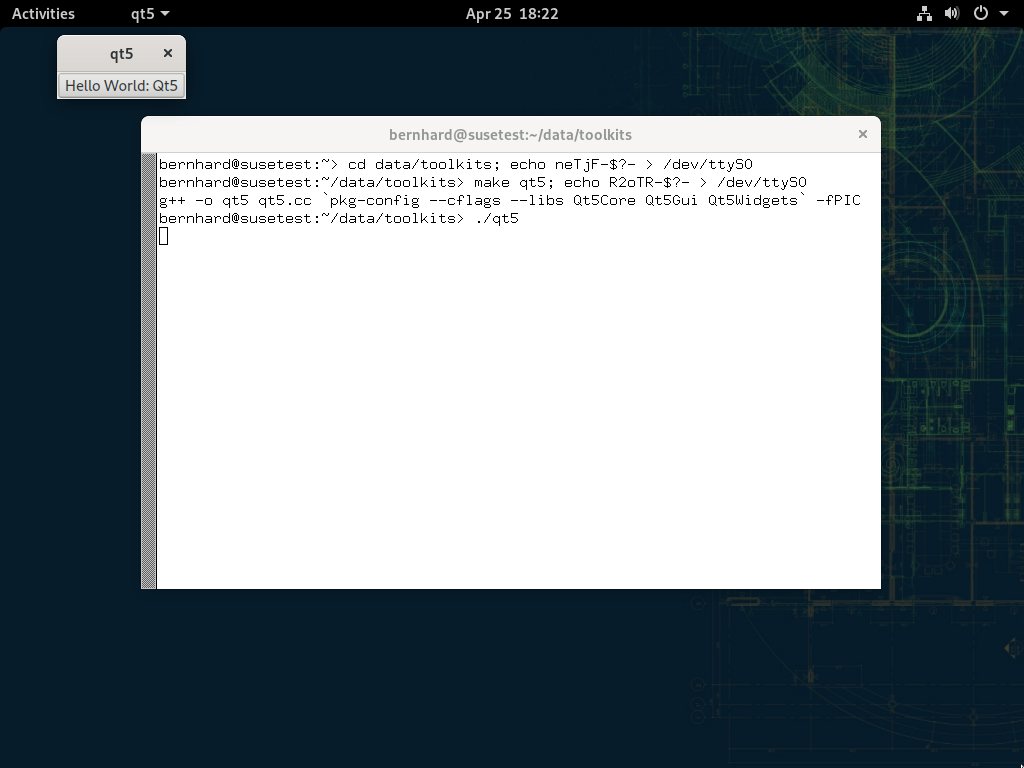 Activities qt5 Apr 25 18:22
qt5 ×
Hello World: Qt5
bernhard@susetest:~/data/toolkits ×
bernhard@susetest:~> cd data/toolkits; echo neTjF-$?- > /dev/ttyS0
bernhard@susetest:~/data/toolkits> make qt5; echo R2oTR-$?- > /dev/ttyS0
g++ -o qt5 qt5.cc `pkg-config --cflags --libs Qt5Core Qt5Gui Qt5Widgets` -fPIC
bernhard@susetest:~/data/toolkits> ./qt5